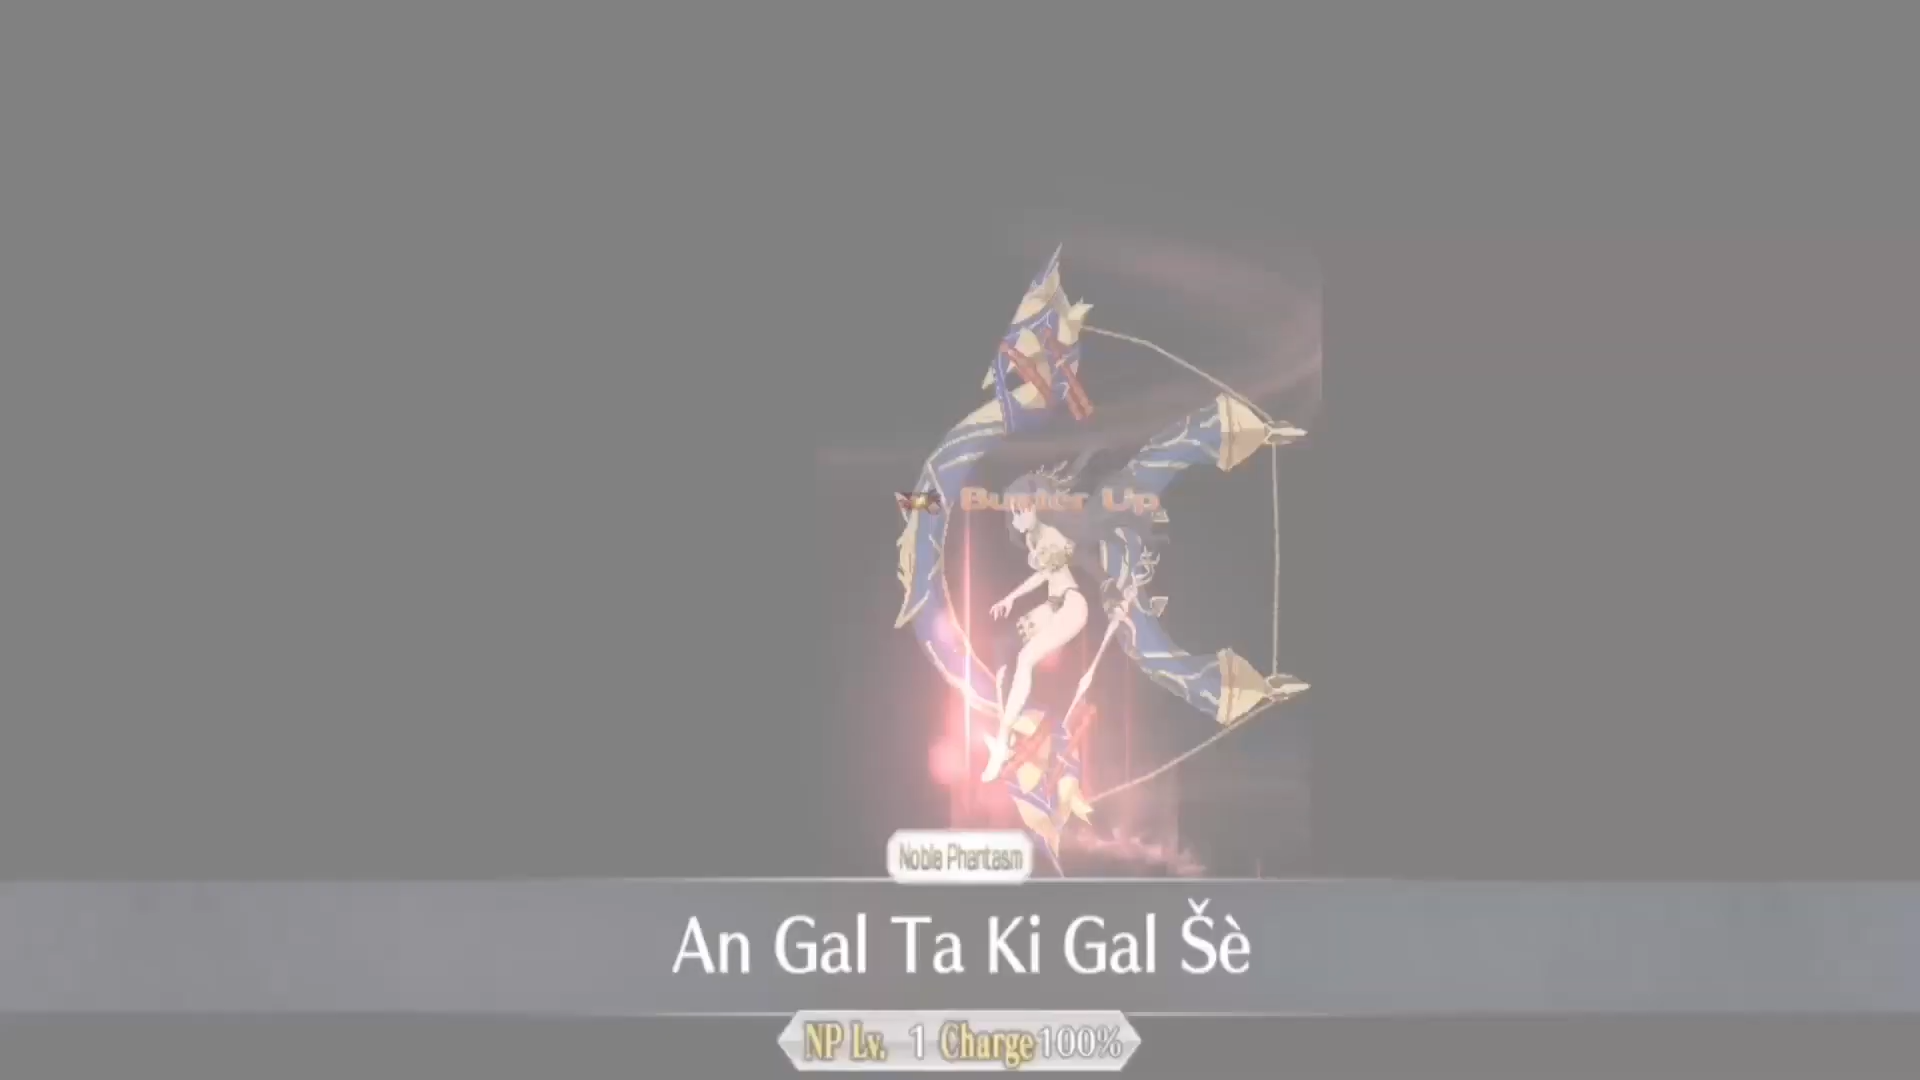 Buster Up
Noble Phantasm
An Gal Ta Ki Gal Šè
NP Lv. 1 Charge 100%